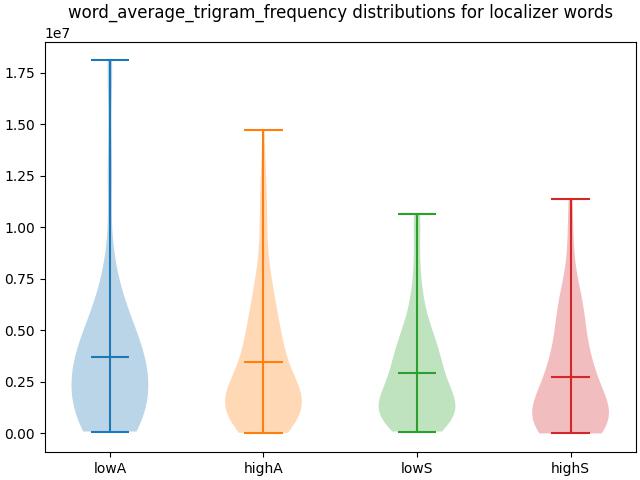 word_average_trigram_frequency distributions for localizer words
1e7
1.75
1.50
1.25
1.00
0.75
0.50
0.25
0.00
lowA highA lowS highS